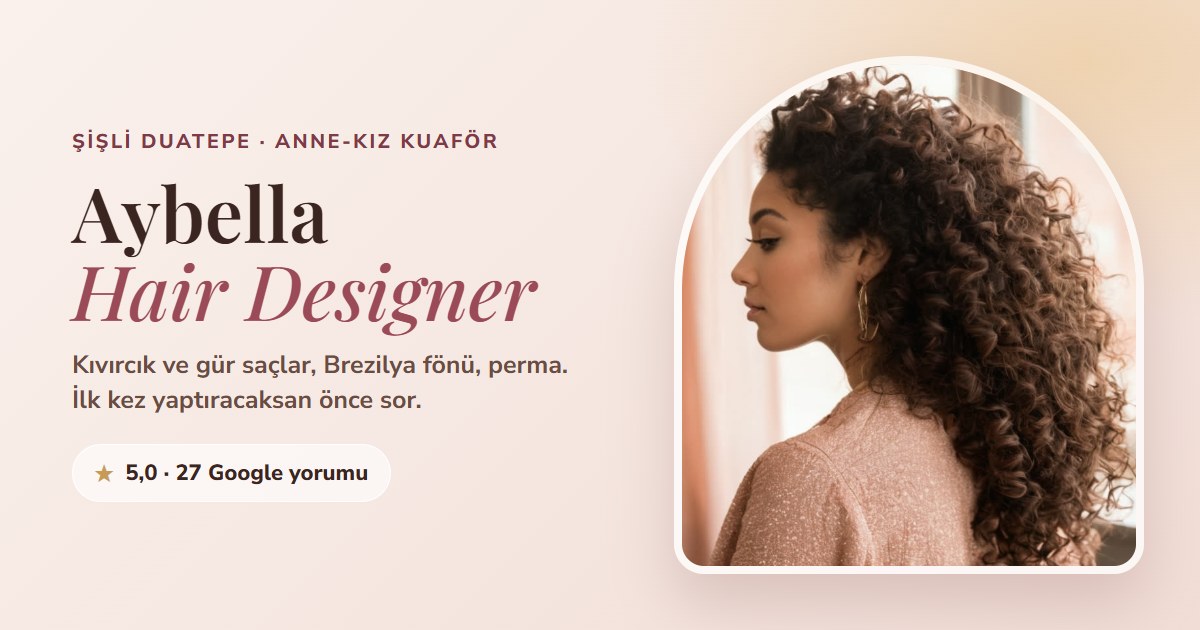 ŞİŞLİ DUATEPE · ANNE-KIZ KUAFÖR
Aybella
Hair Designer
Kıvırcık ve gür saçlar, Brezilya fönü, perma.
İlk kez yaptıracaksan önce sor.
★ 5,0 · 27 Google yorumu